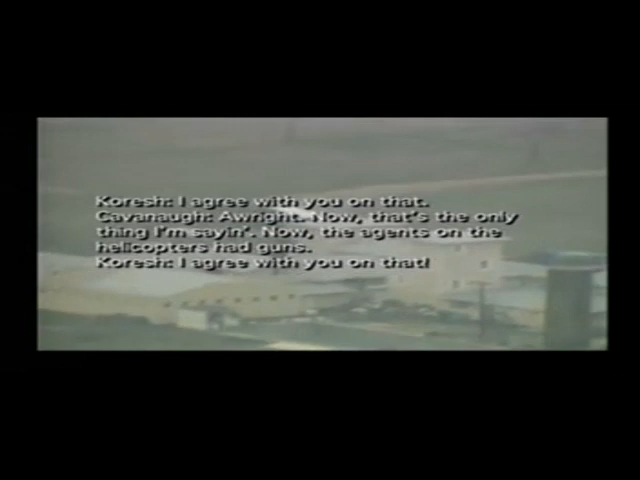 Koresh: I agree with you on that.
Cavanaugh: Awright. Now, that's the only
thing I'm sayin'. Now, the agents on the
helicopters had guns.
Koresh: I agree with you on that!